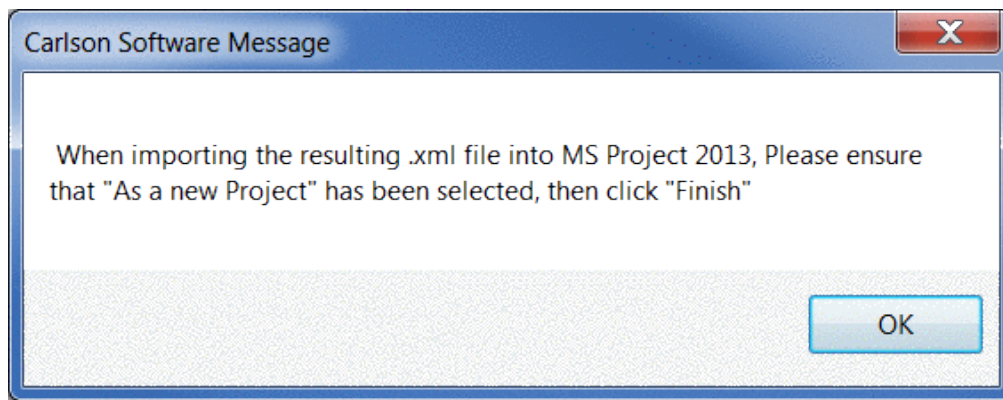 Carlson Software Message
When importing the resulting .xml file into MS Project 2013, Please ensure
that "As a new Project" has been selected, then click "Finish"
OK